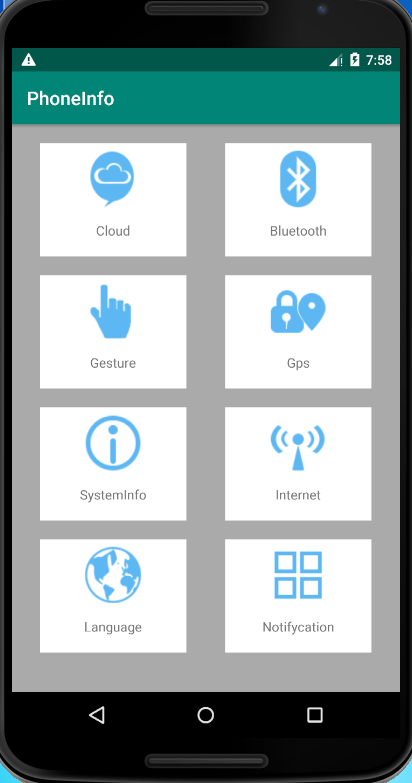 7:58
PhoneInfo
Cloud
Bluetooth
Gesture
Gps
SystemInfo
Internet
Language
Notifycation